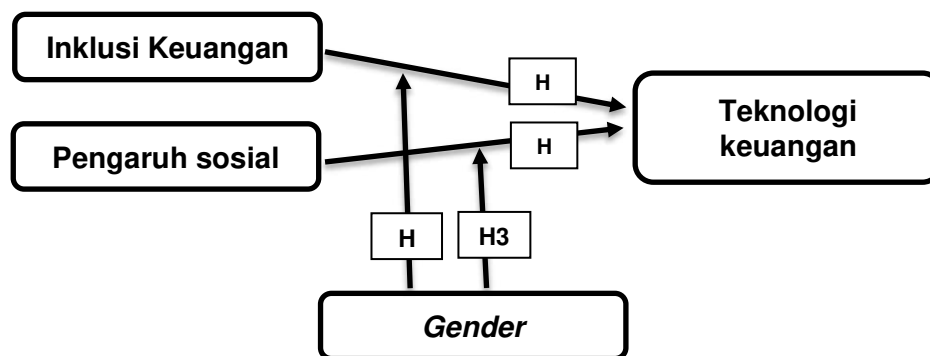 Inklusi Keuangan
H
Teknologi
keuangan
Pengaruh sosial
H
H
H3
Gender